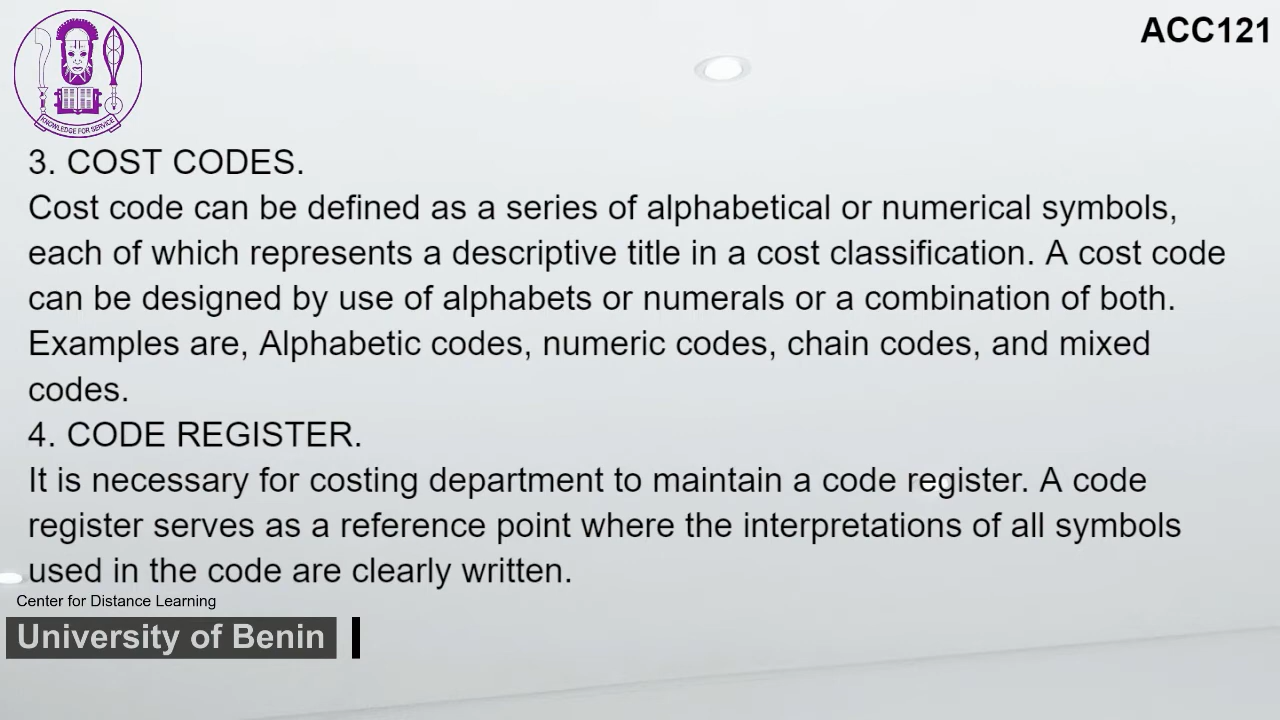 ACC121
KNOWLEDGE FOR SERVICE
3. COST CODES.
Cost code can be defined as a series of alphabetical or numerical symbols,
each of which represents a descriptive title in a cost classification. A cost code
can be designed by use of alphabets or numerals or a combination of both.
Examples are, Alphabetic codes, numeric codes, chain codes, and mixed
codes.
4. CODE REGISTER.
It is necessary for costing department to maintain a code register. A code
register serves as a reference point where the interpretations of all symbols
used in the code are clearly written.
Center for Distance Learning
University of Benin